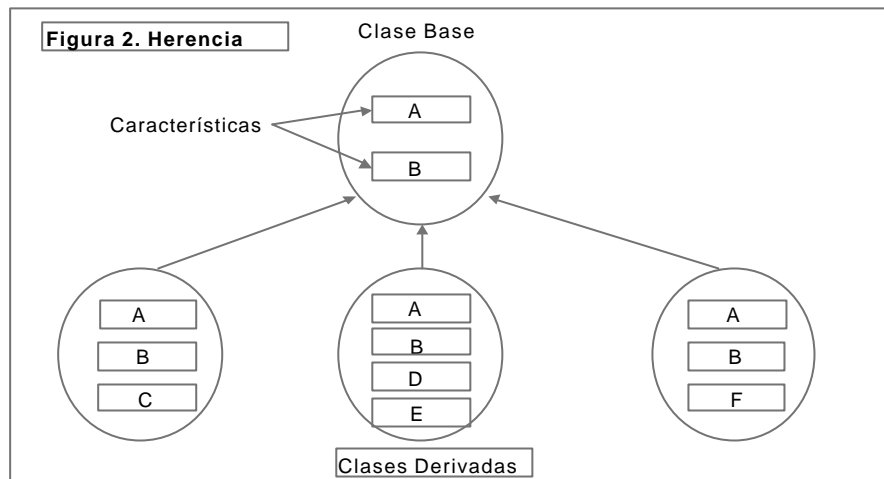 Figura 2. Herencia
Clase Base
A
Características
B
A
B
C
A
B
D
E
A
B
F
Clases Derivadas